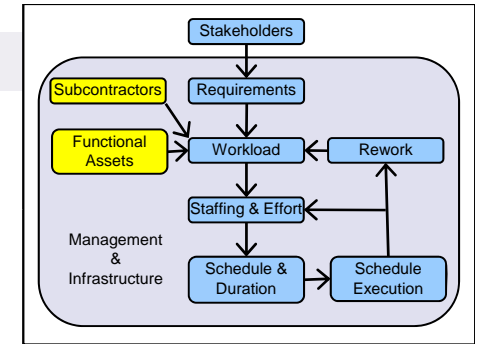 Stakeholders
Subcontractors
Requirements
Functional
Assets
Workload
Rework
Staffing & Effort
Management
&
Infrastructure
Schedule &
Duration
Schedule
Execution